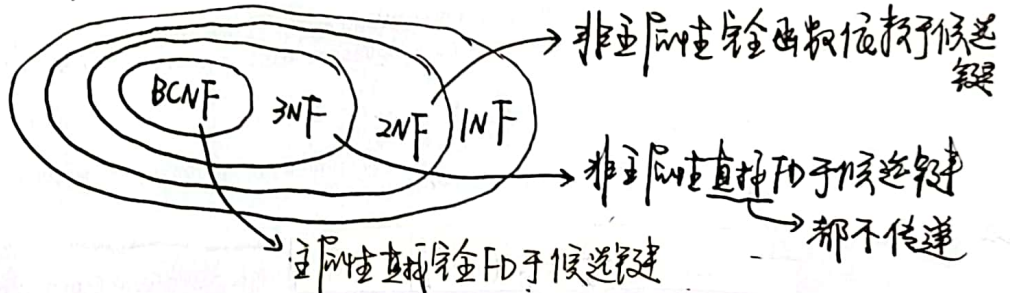 非主属性完全函数依赖于候选
键
BCNF 3NF 2NF 1NF
非主属性直接FD于候选键
都不传递
主属性直接完全FD于候选键